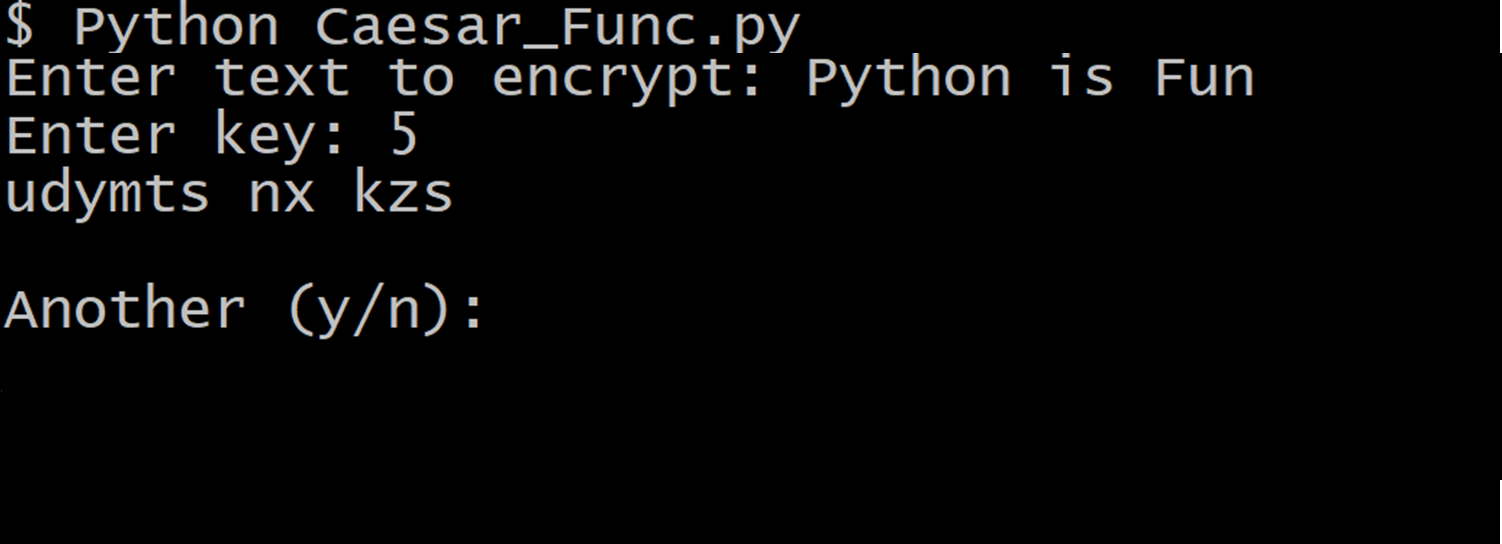 $ Python Caesar_Func.py
Enter text to encrypt: Python is Fun
Enter key: 5
udymts nx kzs
Another (y/n):